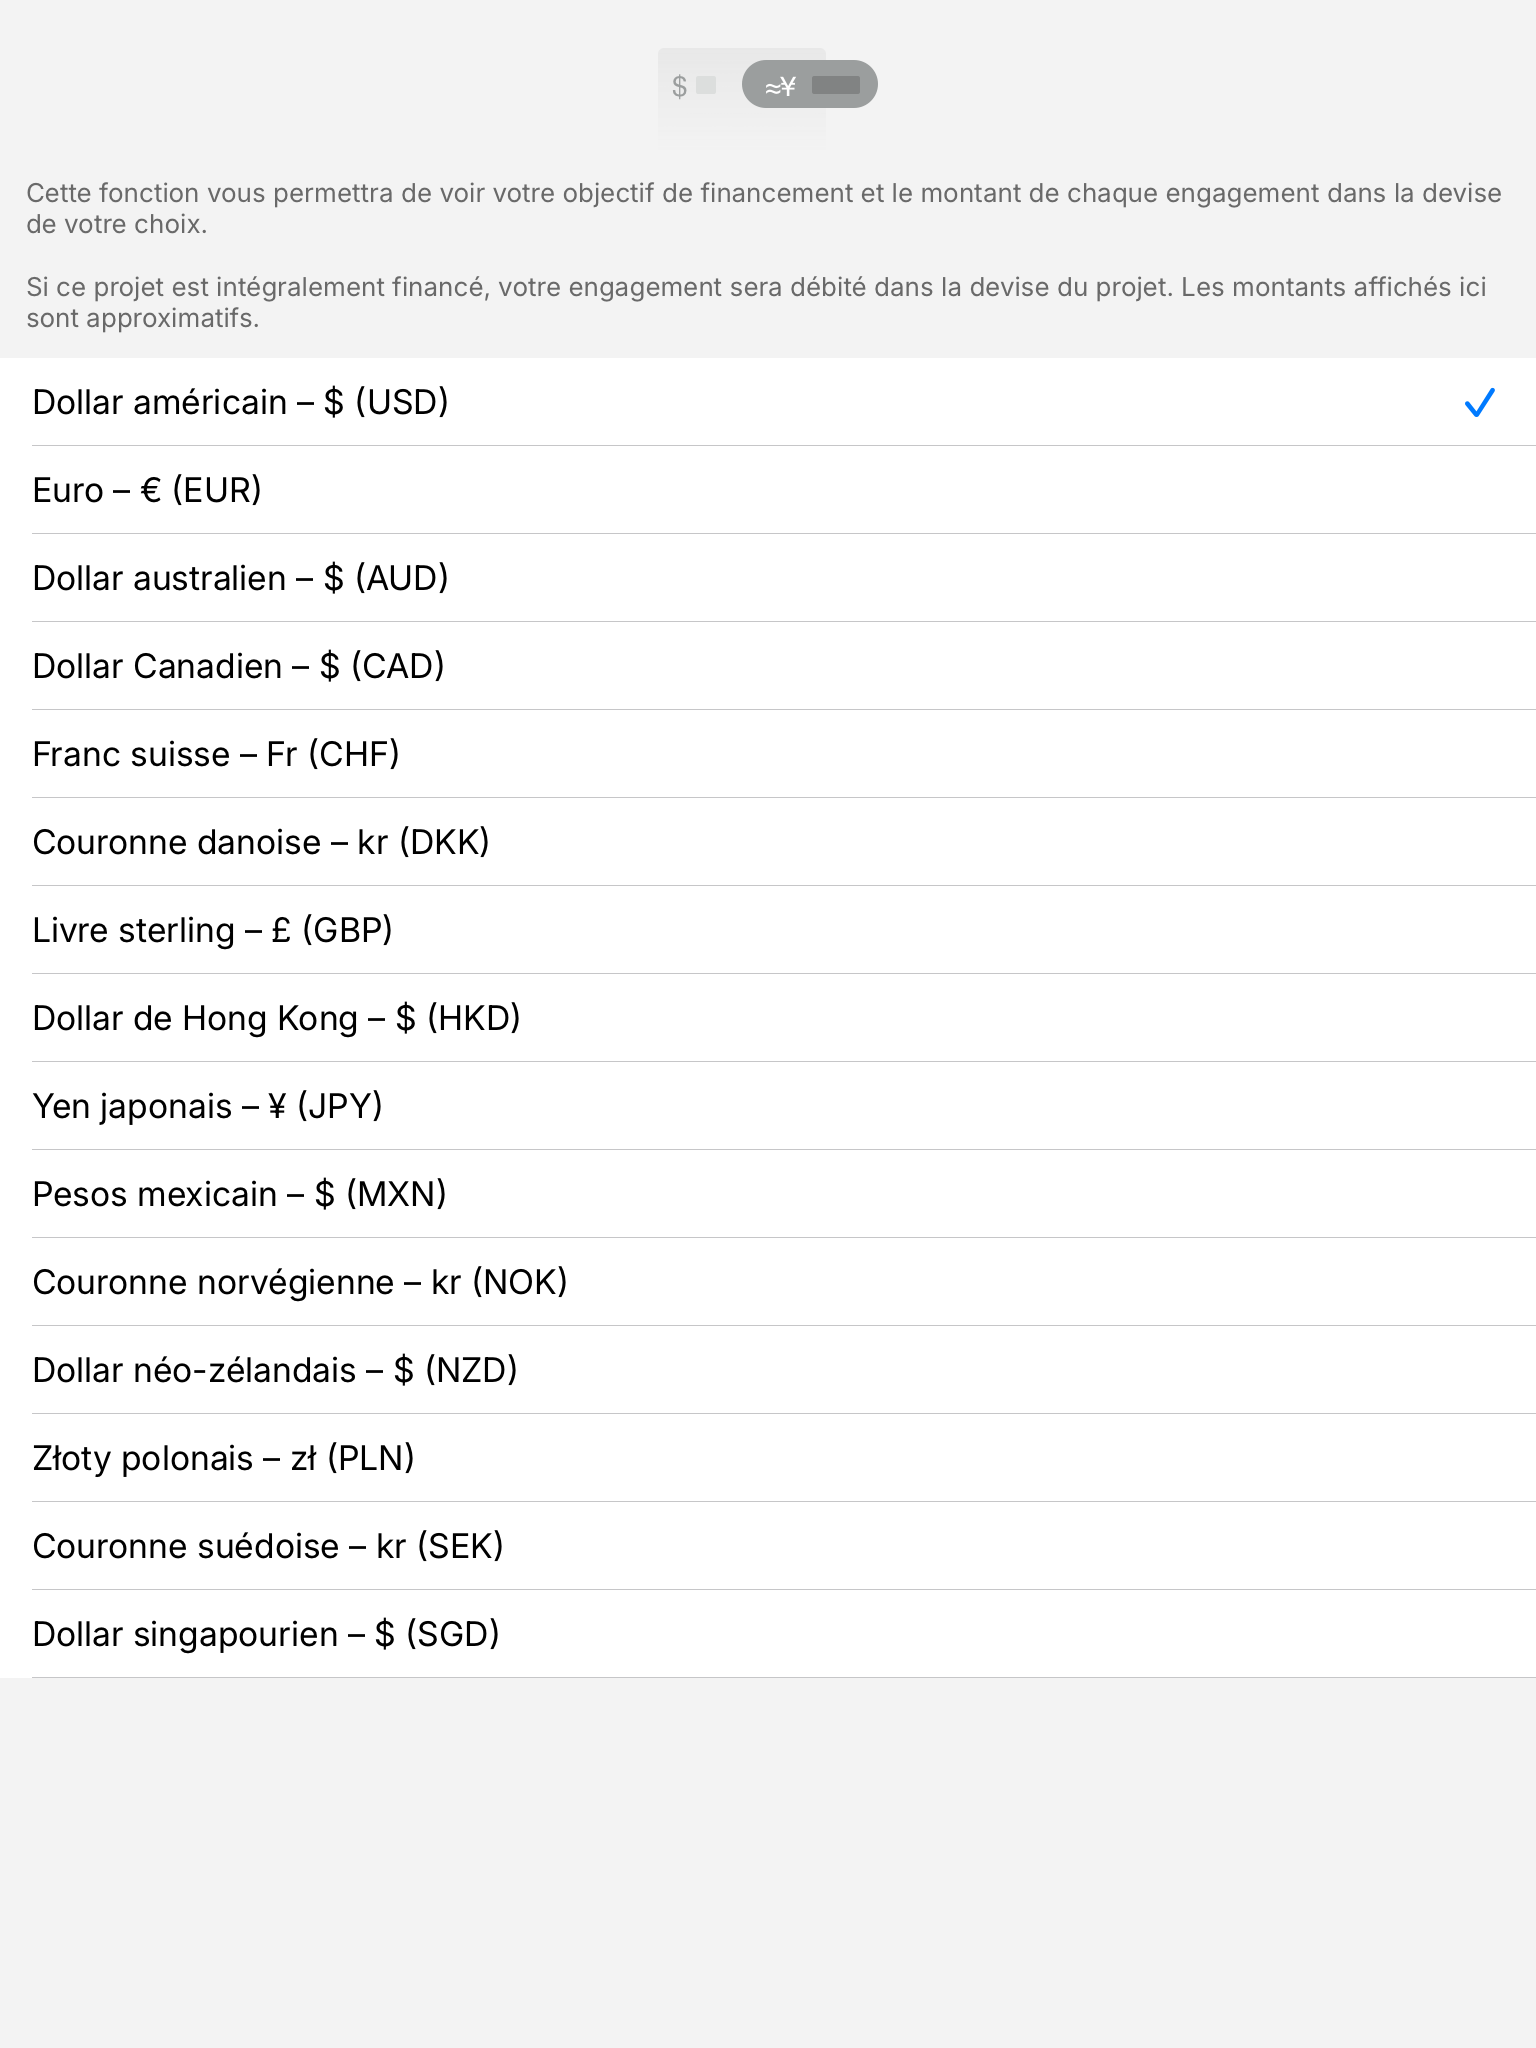 $ ≈¥
Cette fonction vous permettra de voir votre objectif de financement et le montant de chaque engagement dans la devise
de votre choix.
Si ce projet est intégralement financé, votre engagement sera débité dans la devise du projet. Les montants affichés ici
sont approximatifs.
Dollar américain – $ (USD)
Euro – € (EUR)
Dollar australien – $ (AUD)
Dollar Canadien – $ (CAD)
Franc suisse – Fr (CHF)
Couronne danoise – kr (DKK)
Livre sterling – £ (GBP)
Dollar de Hong Kong – $ (HKD)
Yen japonais – ¥ (JPY)
Pesos mexicain – $ (MXN)
Couronne norvégienne – kr (NOK)
Dollar néo-zélandais – $ (NZD)
Złoty polonais – zł (PLN)
Couronne suédoise – kr (SEK)
Dollar singapourien – $ (SGD)